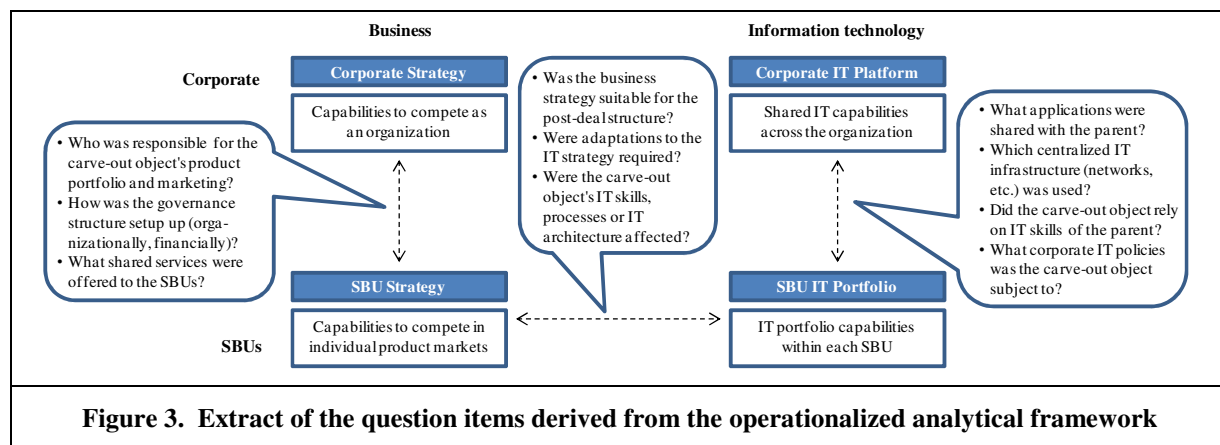 Business
Information technology
Corporate
Corporate Strategy
Capabilities to compete as
an organization
Corporate IT Platform
Shared IT capabilities
across the organization
• Who was responsible for the
carve-out object's product
portfolio and marketing?
• How was the governance
structure setup up (orga-
nizationally, financially)?
• What shared services were
offered to the SBUs?
• Was the business
strategy suitable for the
post-deal structure?
• Were adaptations to the
IT strategy required?
• Were the carve-out
object's IT skills,
processes or IT
architecture affected?
• What applications were
shared with the parent?
• Which centralized IT
infrastructure (networks,
etc.) was used?
• Did the carve-out object rely
on IT skills of the parent?
• What corporate IT policies
was the carve-out object
subject to?
SBUs
SBU Strategy
Capabilities to compete in
individual product markets
SBU IT Portfolio
IT portfolio capabilities
within each SBU
Figure 3. Extract of the question items derived from the operationalized analytical framework